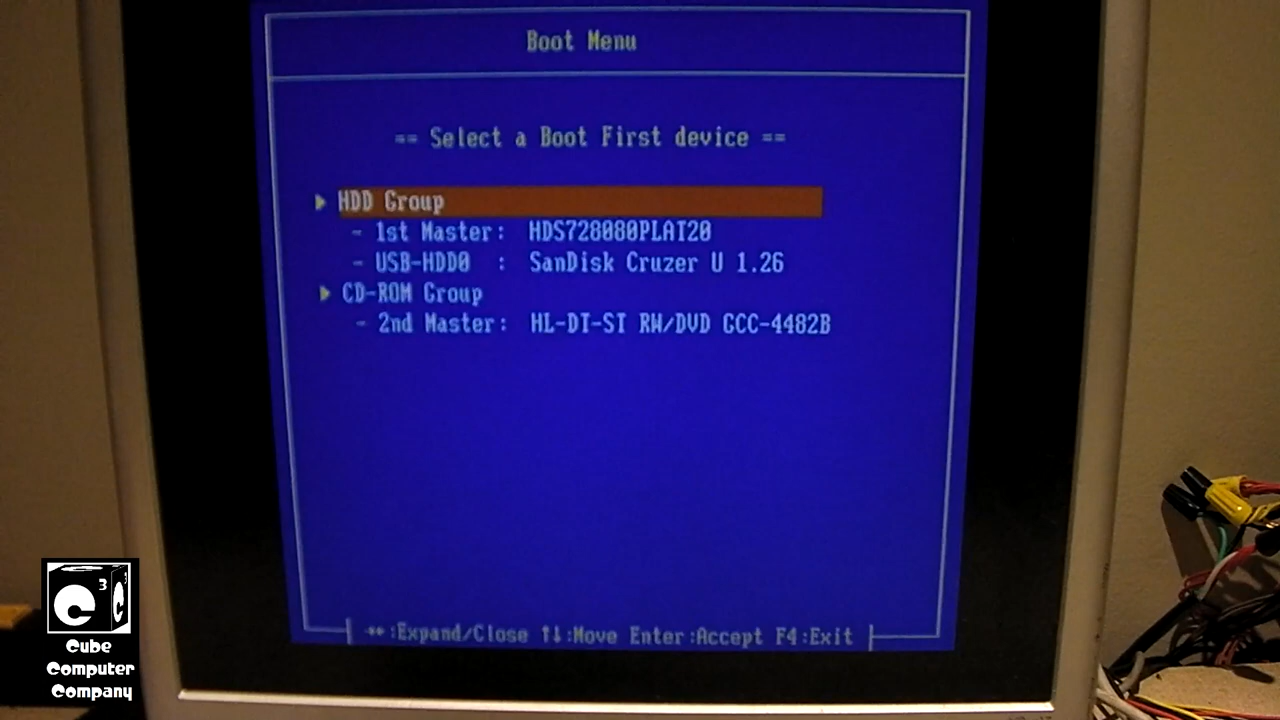 Boot Menu
== Select a Boot First device ==
HDD Group
- 1st Master: HDS728080PLAT20
- USB-HDD0 : SanDisk Cruzer U 1.26
CD-ROM Group
- 2nd Master: HL-DT-ST RW/DVD GCC-4482B
:Expand/Close ↑↓:Move Enter:Accept F4:Exit
C 3 C
Cube
Computer
Company